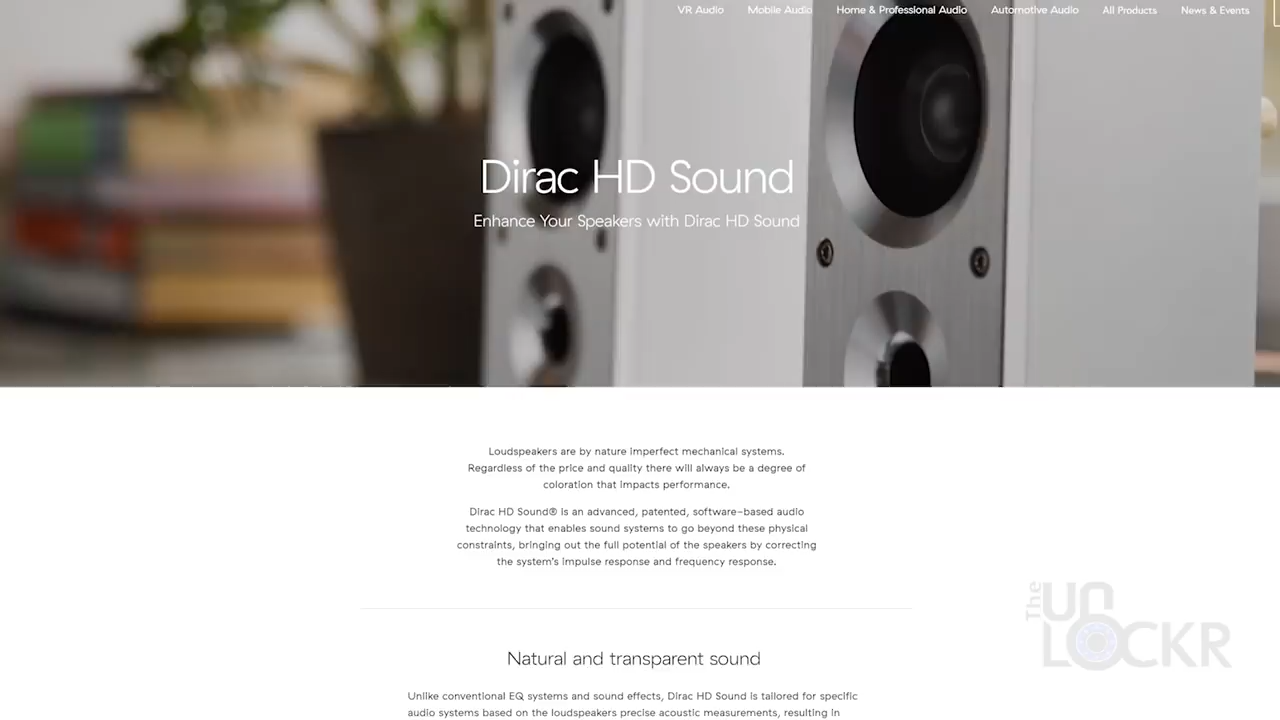 VR Audio Mobile Audio Home & Professional Audio Automotive Audio All Products News & Events
Dirac HD Sound
Enhance Your Speakers with Dirac HD Sound
Loudspeakers are by nature imperfect mechanical systems.
Regardless of the price and quality there will always be a degree of
coloration that impacts performance.
Dirac HD Sound® is an advanced, patented, software-based audio
technology that enables sound systems to go beyond these physical
constraints, bringing out the full potential of the speakers by correcting
the system's impulse response and frequency response.
Natural and transparent sound
Unlike conventional EQ systems and sound effects, Dirac HD Sound is tailored for specific
audio systems based on the loudspeakers precise acoustic measurements, resulting in
The
UN
LOCKR